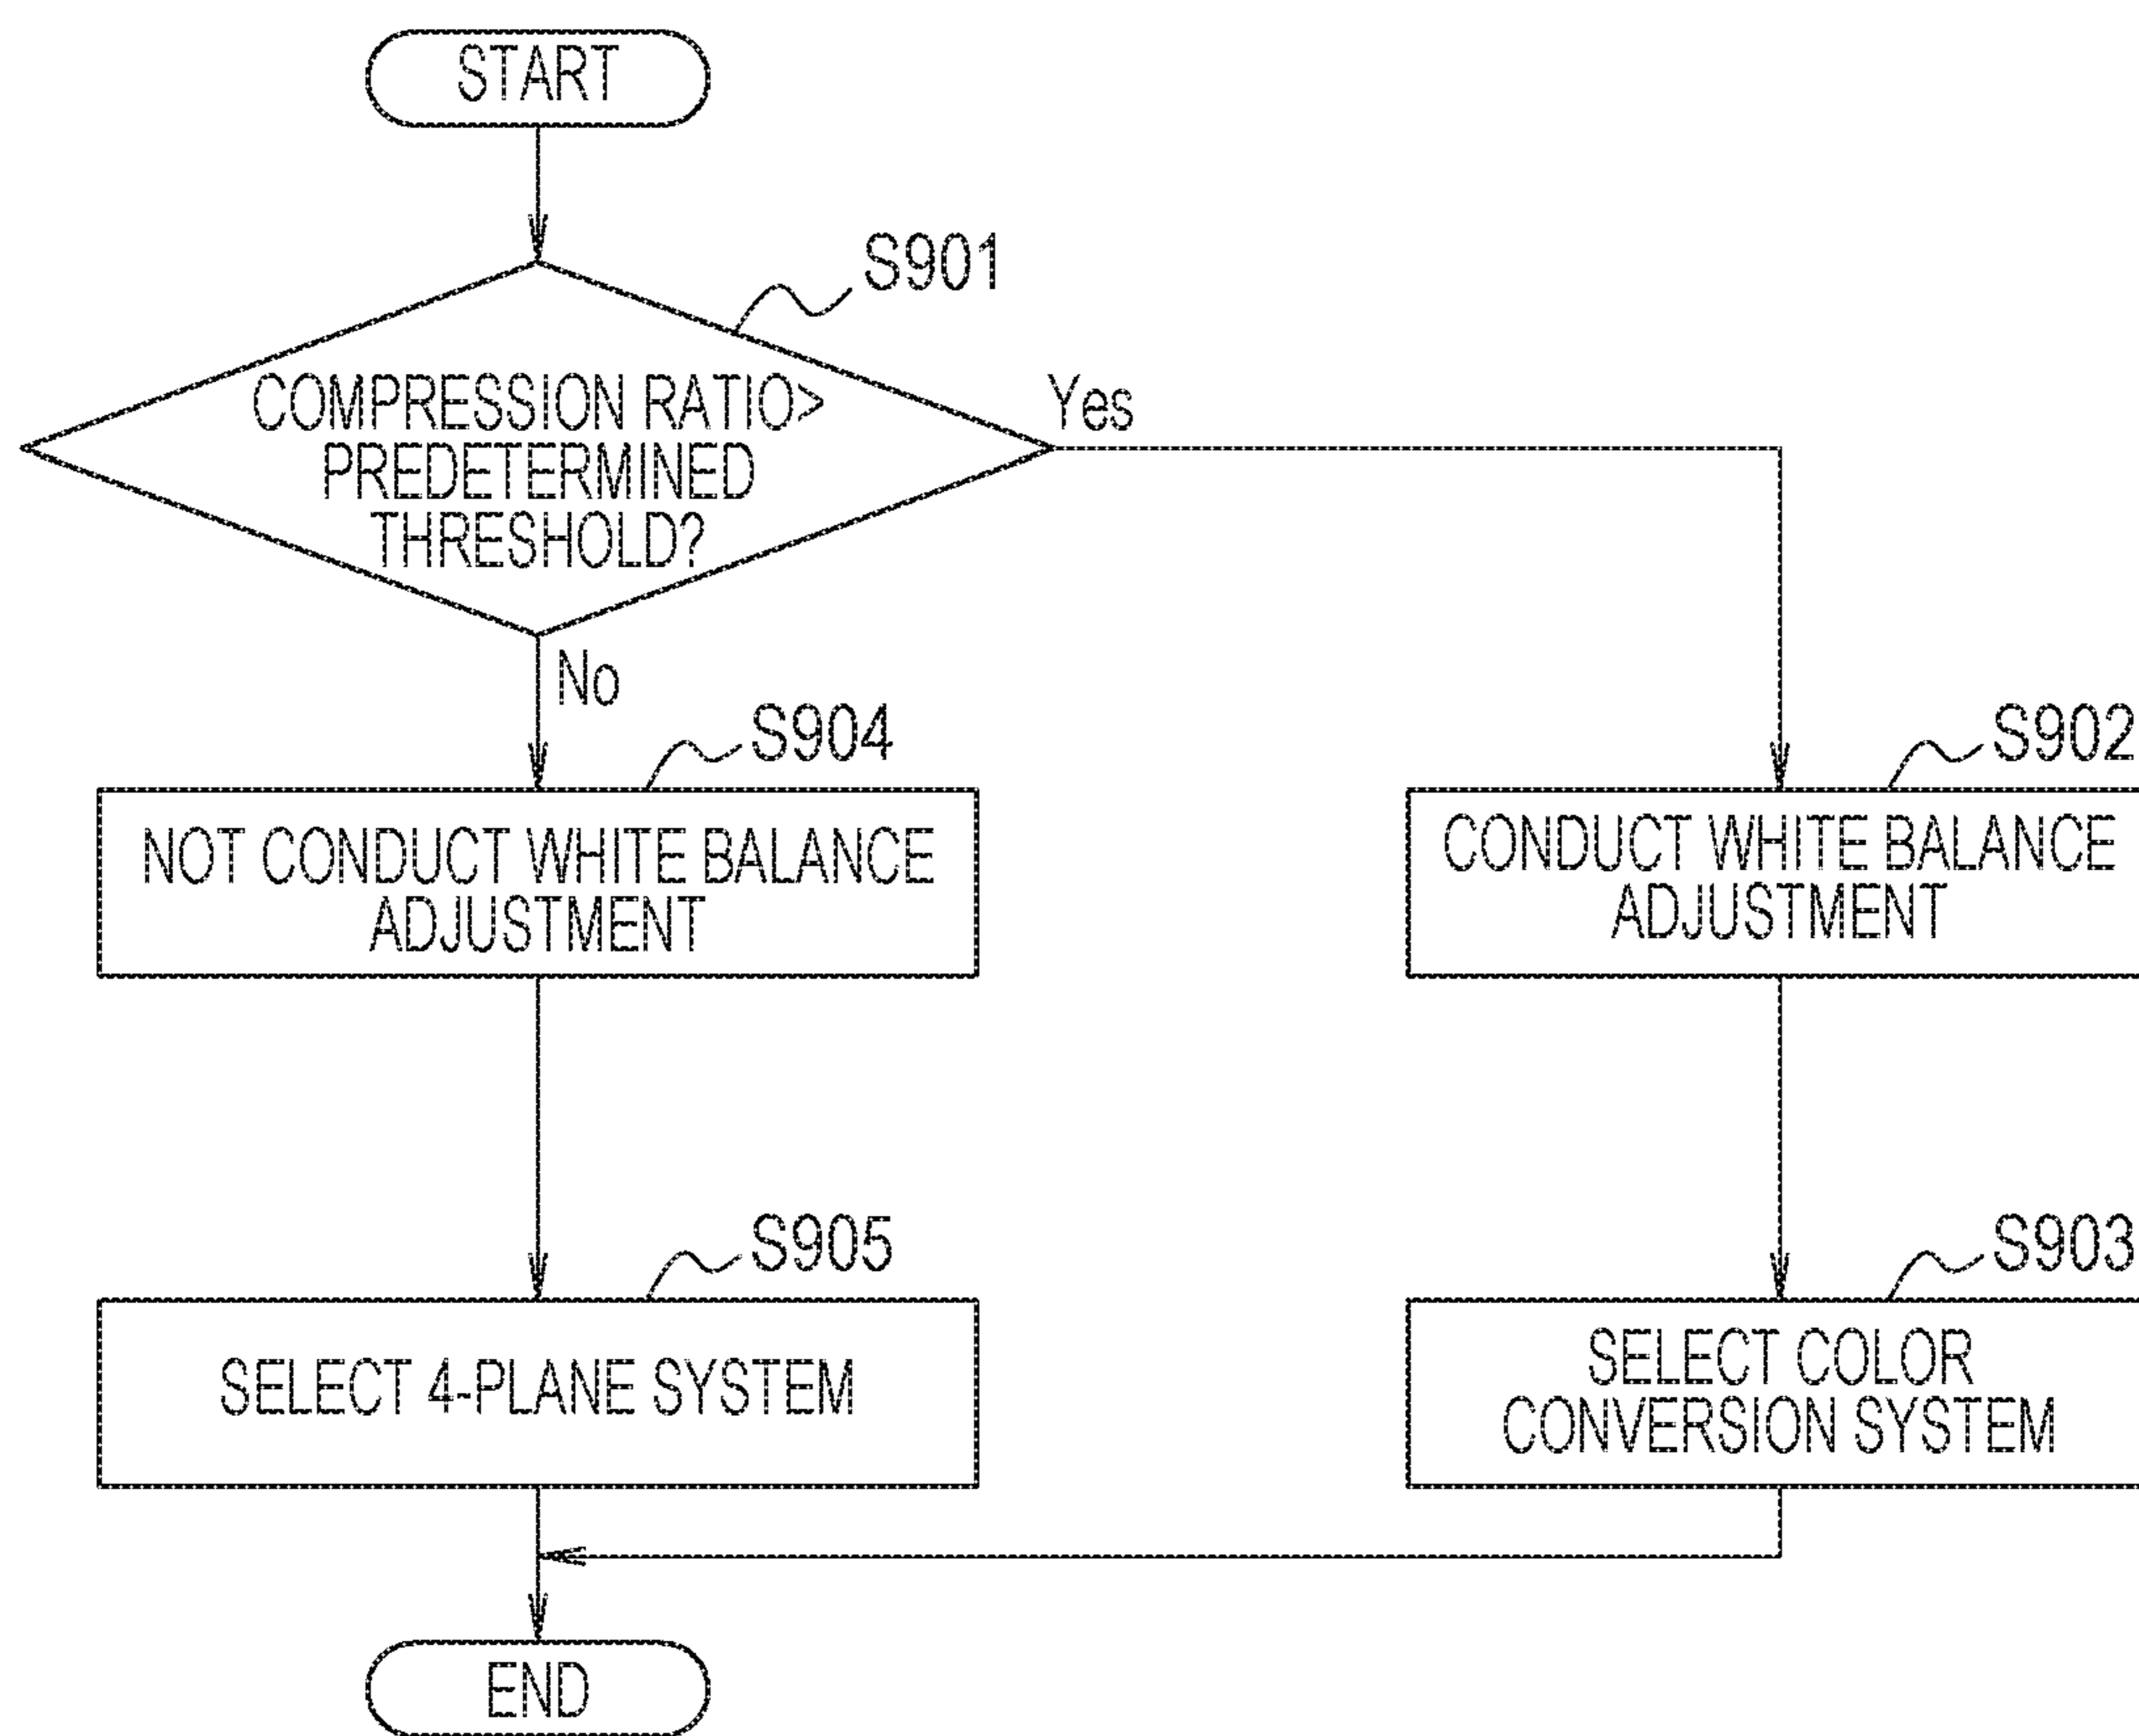 START
S901
COMPRESSION RATIO>
PREDETERMINED
THRESHOLD?
Yes
No
S904
NOT CONDUCT WHITE BALANCE
ADJUSTMENT
S902
CONDUCT WHITE BALANCE
ADJUSTMENT
S905
SELECT 4-PLANE SYSTEM
S903
SELECT COLOR
CONVERSION SYSTEM
END